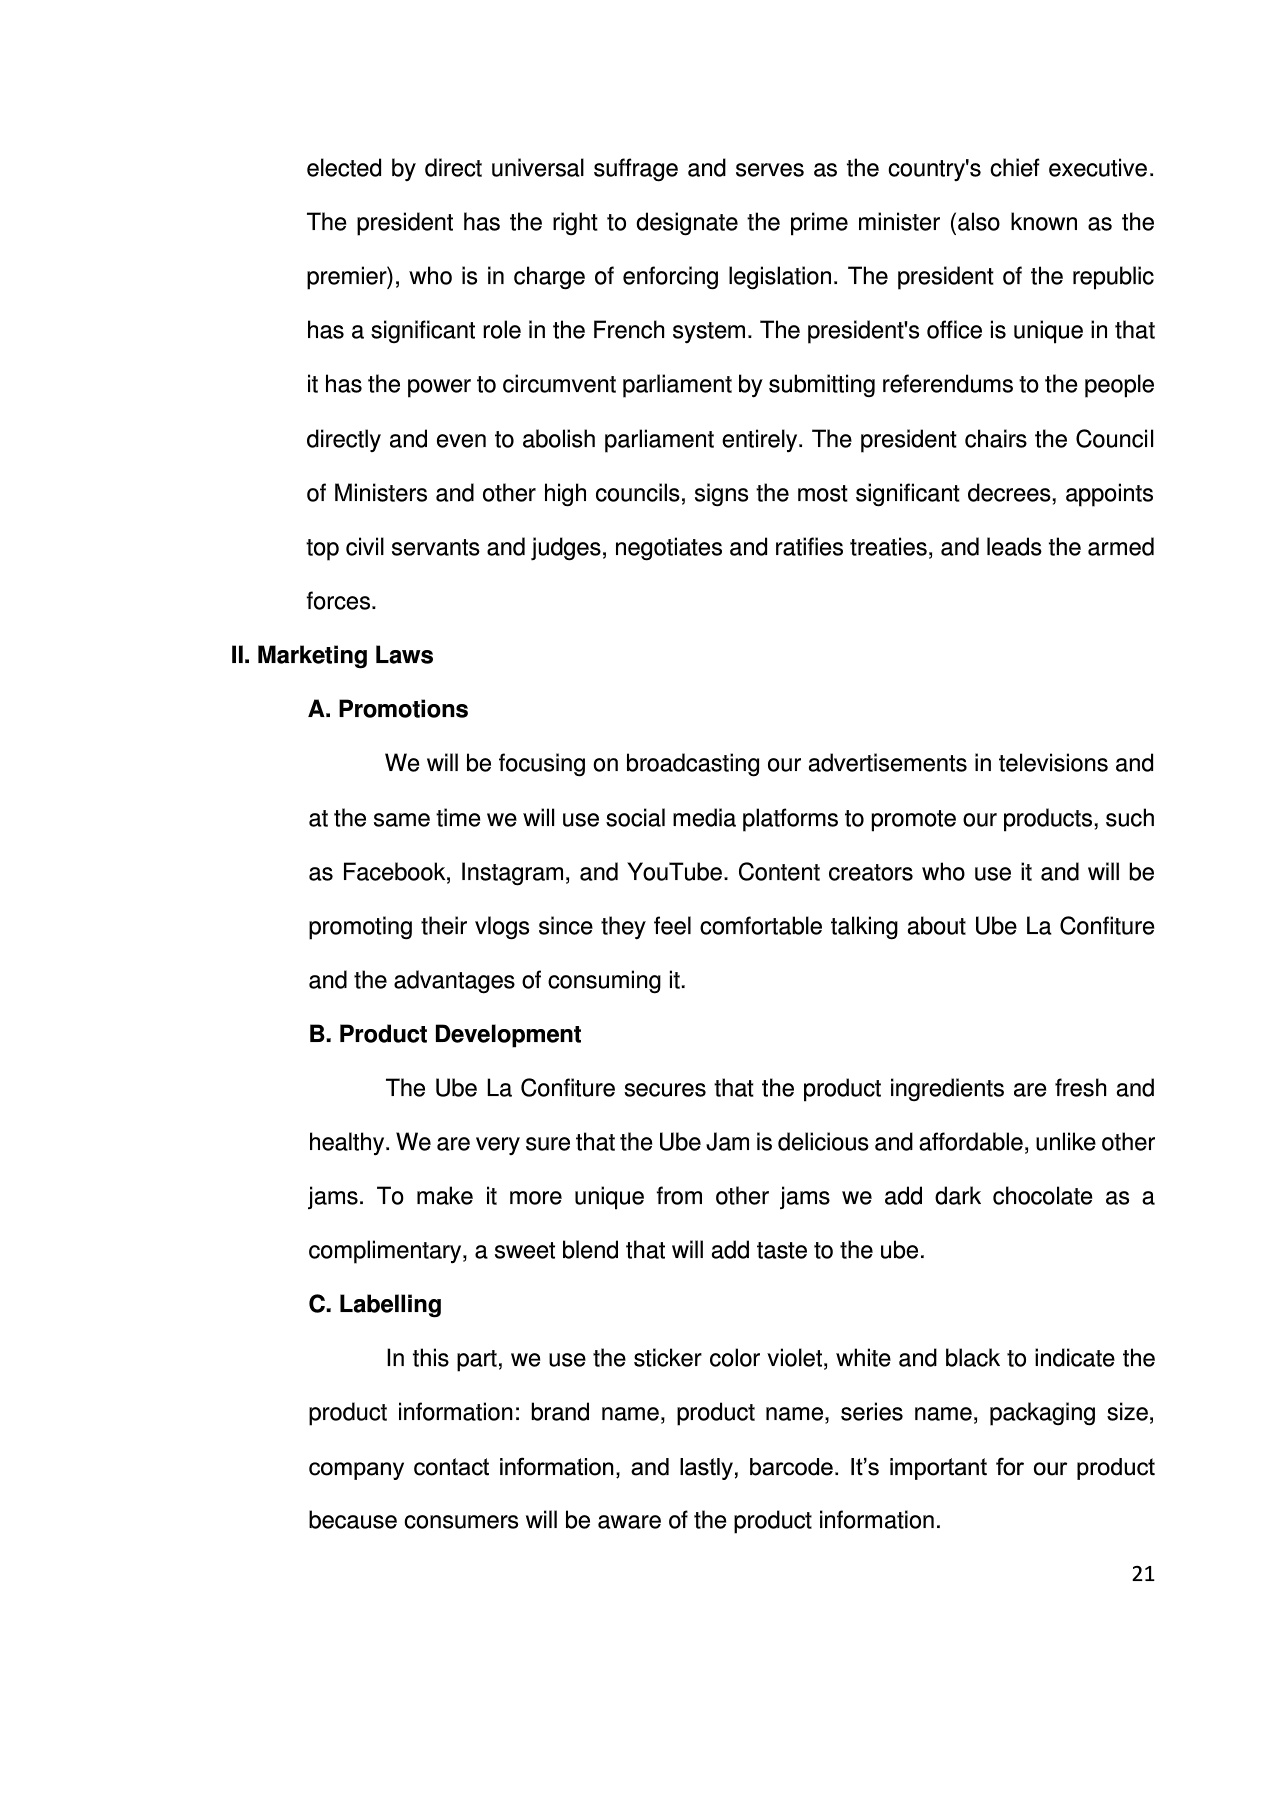 elected by direct universal suffrage and serves as the country's chief executive.
The president has the right to designate the prime minister (also known as the
premier), who is in charge of enforcing legislation. The president of the republic
has a significant role in the French system. The president's office is unique in that
it has the power to circumvent parliament by submitting referendums to the people
directly and even to abolish parliament entirely. The president chairs the Council
of Ministers and other high councils, signs the most significant decrees, appoints
top civil servants and judges, negotiates and ratifies treaties, and leads the armed
forces.
II. Marketing Laws
A. Promotions
We will be focusing on broadcasting our advertisements in televisions and
at the same time we will use social media platforms to promote our products, such
as Facebook, Instagram, and YouTube. Content creators who use it and will be
promoting their vlogs since they feel comfortable talking about Ube La Confiture
and the advantages of consuming it.
B. Product Development
The Ube La Confiture secures that the product ingredients are fresh and
healthy. We are very sure that the Ube Jam is delicious and affordable, unlike other
jams. To make it more unique from other jams we add dark chocolate as a
complimentary, a sweet blend that will add taste to the ube.
C. Labelling
In this part, we use the sticker color violet, white and black to indicate the
product information: brand name, product name, series name, packaging size,
company contact information, and lastly, barcode. It’s important for our product
because consumers will be aware of the product information.
21